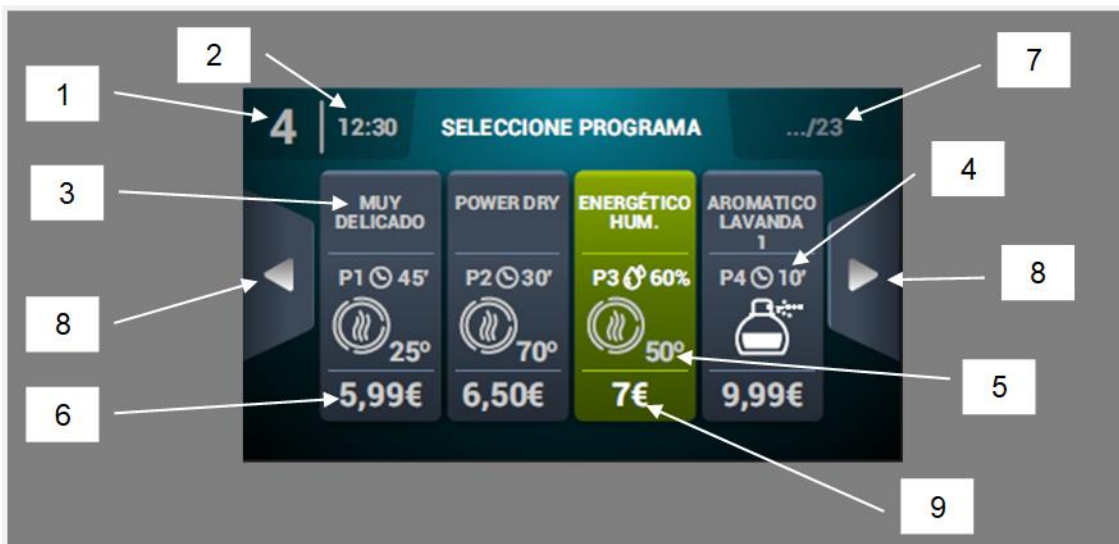 2
7
1
4 12:30 SELECCIONE PROGRAMA .../23
3
4
MUY
DELICADO
POWER DRY
ENERGÉTICO
HUM.
AROMATICO
LAVANDA
1
P1 45'
P2 30'
P3 60%
P4 10'
8
8
25º
70º
50º
5
6
5,99€
6,50€
7€
9,99€
9